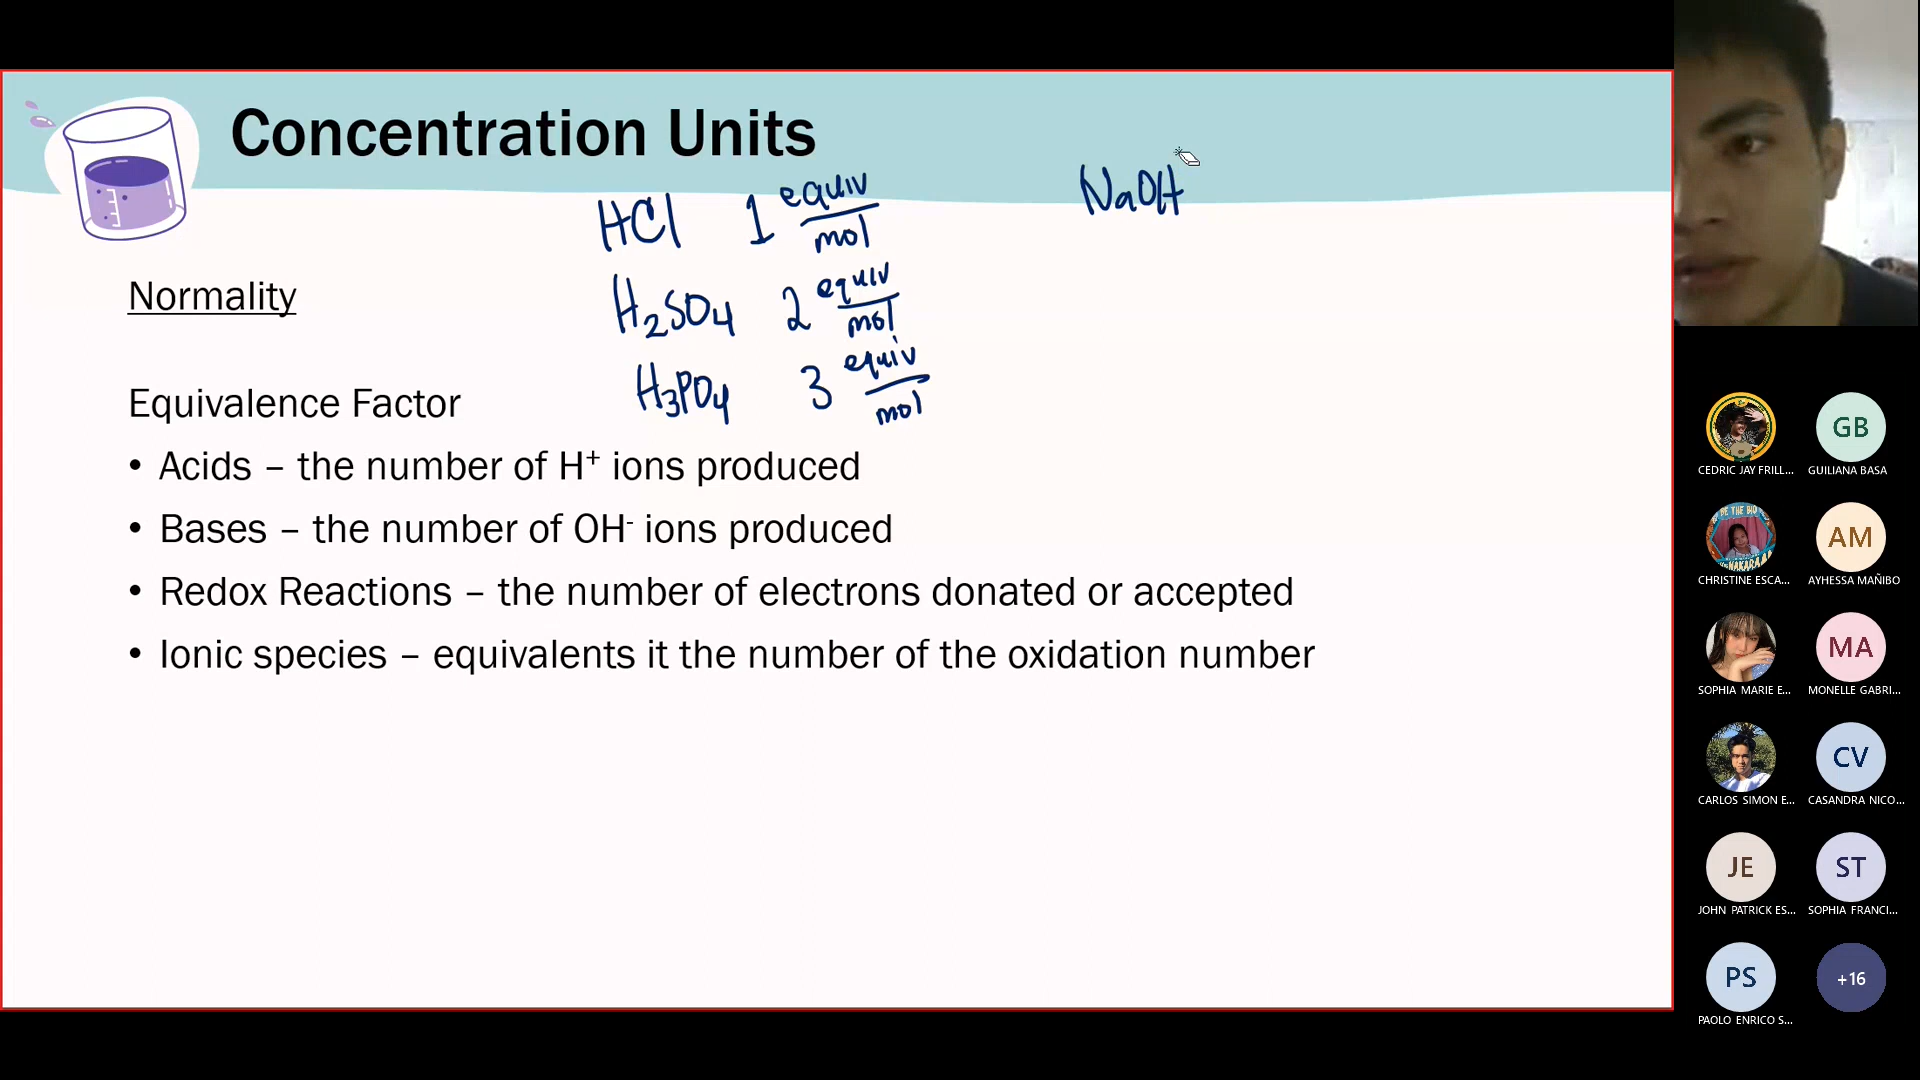 Concentration Units
HCl 1 equiv/mol
NaOH
H2SO4 2 equiv/mol
Normality
H3PO4 3 equiv/mol
Equivalence Factor
• Acids – the number of H+ ions produced
• Bases – the number of OH- ions produced
• Redox Reactions – the number of electrons donated or accepted
• Ionic species – equivalents it the number of the oxidation number
GB
CEDRIC JAY FRILL...
GUILIANA BASA
AM
CHRISTINE ESCA...
AYHESSA MAÑIBO
MA
SOPHIA MARIE E...
MONELLE GABRI...
CV
CARLOS SIMON E...
CASANDRA NICO...
JE
ST
JOHN PATRICK ES...
SOPHIA FRANCI...
PS
+16
PAOLO ENRICO S...